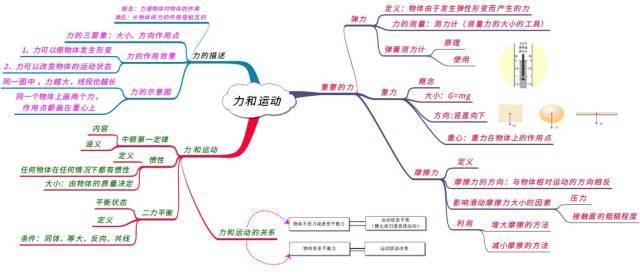 概念：力是物体对物体的作用
单位：N 物体间力的作用是相互的
力的三要素：大小、方向作用点
1、力可以使物体发生形变
力的作用效果
2、力可以改变物体的运动状态
力的描述
同一图中，力越大，线段也越长
力的示意图
同一个物体上画两个力，
作用点都画在重心上
力和运动
内容
牛顿第一定律
涵义
定义
惯性
任何物体在任何情况下都有惯性
大小：由物体的质量决定
力和运动
平衡状态
定义
二力平衡
条件：同体、等大、反向、共线
力和运动的关系
物体不受力或者受平衡力
运动状态不变
（静止或匀速直线运动）
物体受非平衡力
运动状态改变
弹力
定义：物体由于发生弹性形变而产生的力
力的测量：测力计（测量力的大小的工具）
弹簧测力计
原理
使用
重要的力
重力
概念
大小：G=mg
方向:竖直向下
重心：重力在物体上的作用点
摩擦力
定义
摩擦力的方向：与物体相对运动的方向相反
影响滑动摩擦力大小的因素
压力
接触面的粗糙程度
利用
增大摩擦的方法
减小摩擦的方法